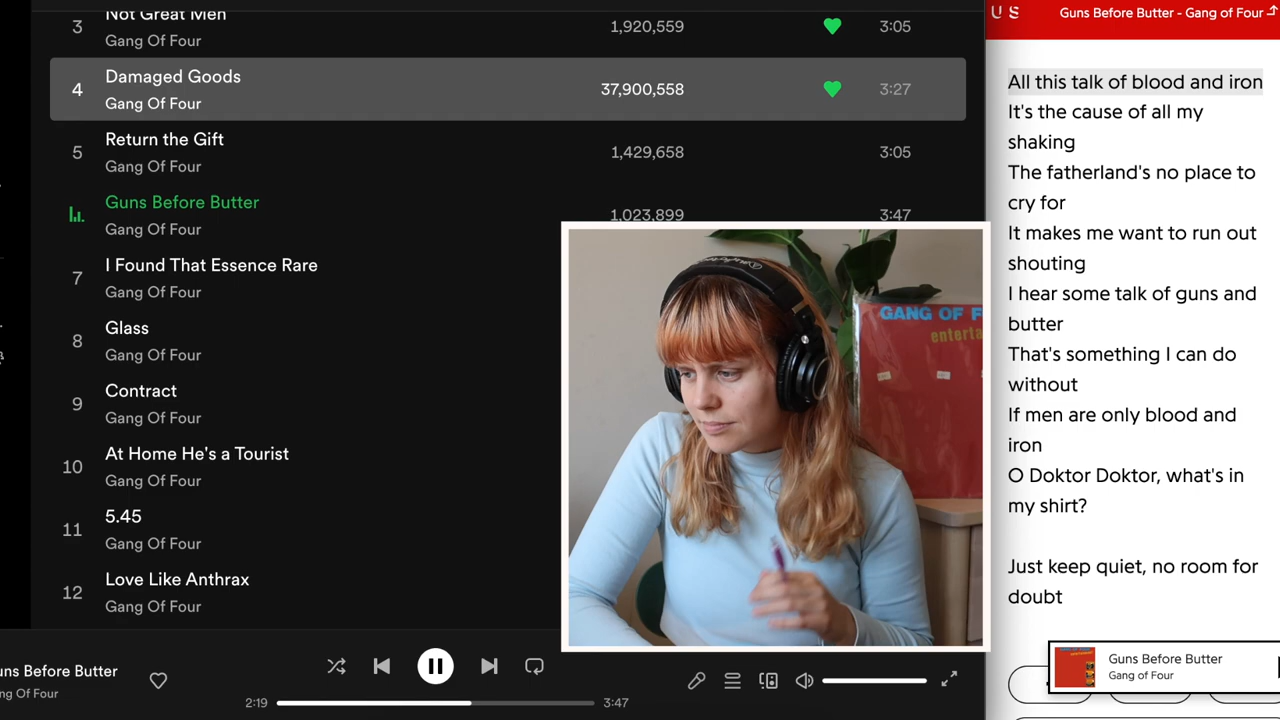 U S
Guns Before Butter - Gang of Four
3
Not Great Men
Gang Of Four
1,920,559
3:05
4
Damaged Goods
Gang Of Four
37,900,558
3:27
5
Return the Gift
Gang Of Four
1,429,658
3:05
Guns Before Butter
Gang Of Four
1,023,899
3:47
7
I Found That Essence Rare
Gang Of Four
8
Glass
Gang Of Four
9
Contract
Gang Of Four
10
At Home He's a Tourist
Gang Of Four
11
5.45
Gang Of Four
12
Love Like Anthrax
Gang Of Four
GANG OF F
enterta
All this talk of blood and iron
It's the cause of all my
shaking
The fatherland's no place to
cry for
It makes me want to run out
shouting
I hear some talk of guns and
butter
That's something I can do
without
If men are only blood and
iron
O Doktor Doktor, what's in
my shirt?
Just keep quiet, no room for
doubt
Guns Before Butter
Gang of Four
uns Before Butter
ng Of Four
2:19
3:47